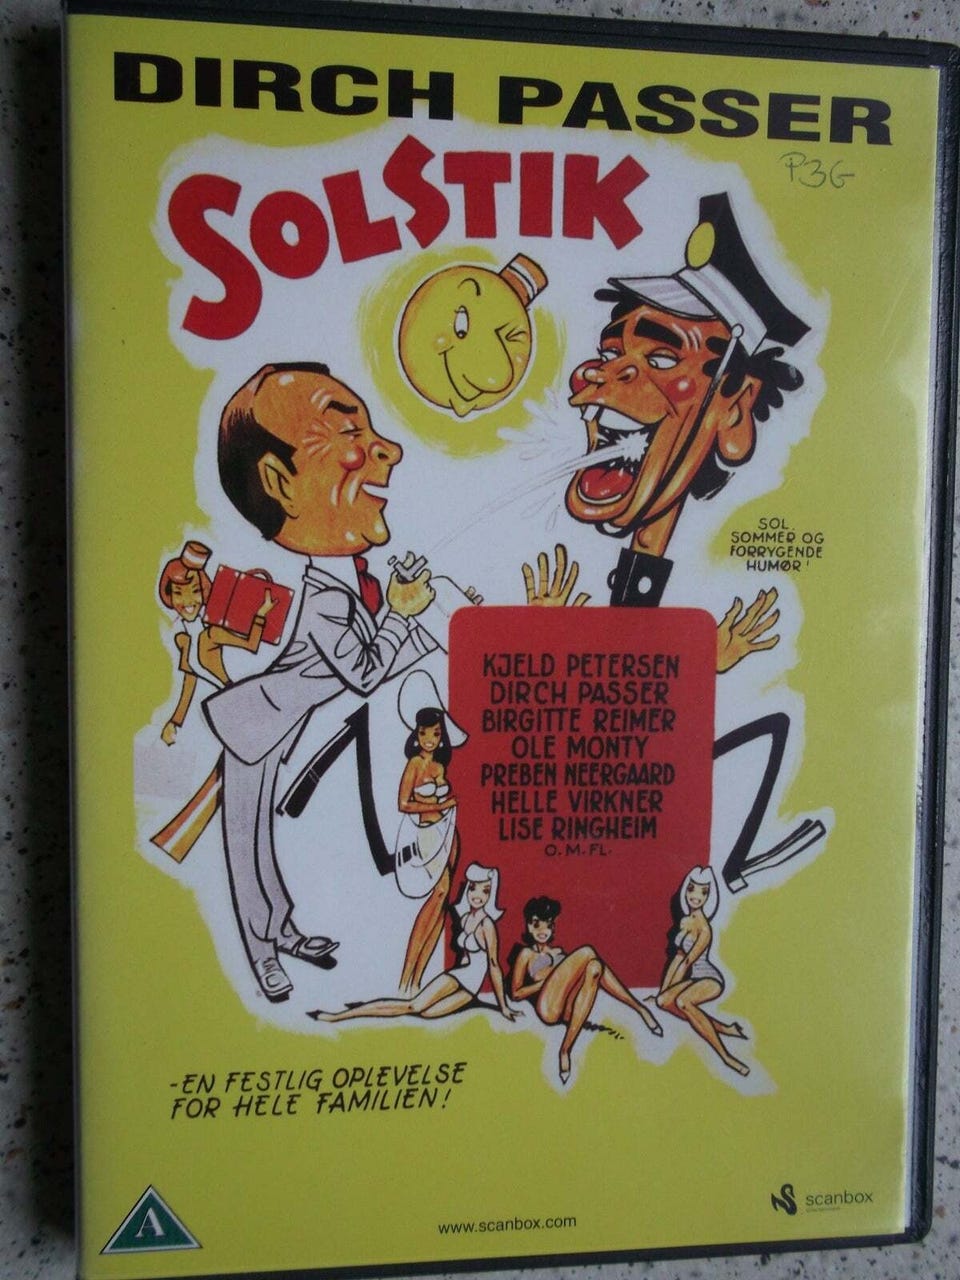 DIRCH PASSER
SOLSTIK
P36
SOL,
SOMMER OG
FORRYGENDE
HUMØR!
KJELD PETERSEN
DIRCH PASSER
BIRGITTE REIMER
OLE MONTY
PREBEN NEERGAARD
HELLE VIRKNER
LISE RINGHEIM
O.M.FL.
-EN FESTLIG OPLEVELSE
FOR HELE FAMILIEN!
A
www.scanbox.com
scanbox